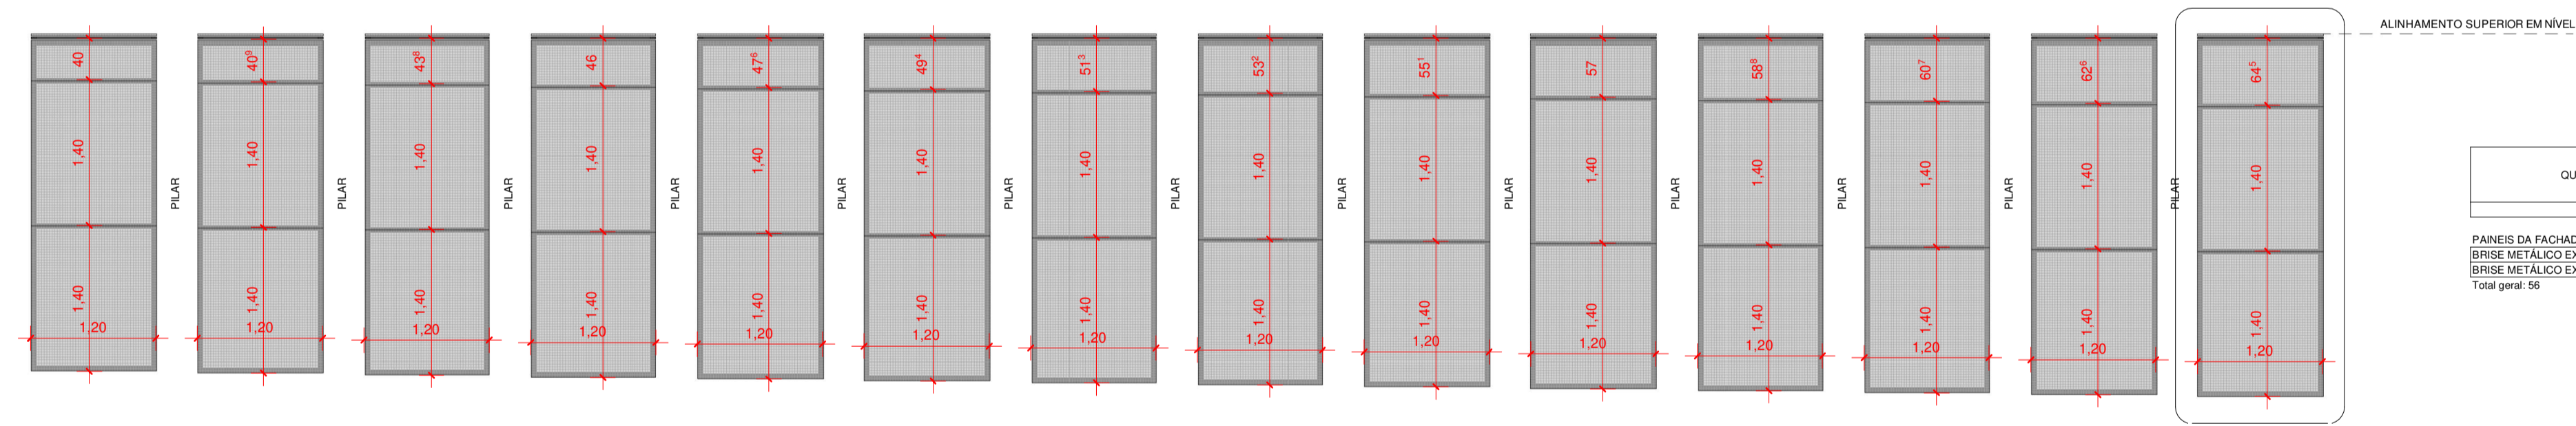 ALINHAMENTO SUPERIOR EM NÍVEL
40
40⁹
43⁸
46
47⁶
49⁴
51³
53²
55¹
57
58⁸
60⁷
62⁶
64⁵
1,40
1,40
1,40
1,40
1,40
1,40
1,40
1,40
1,40
1,40
1,40
1,40
1,40
1,40
PILAR
PILAR
PILAR
PILAR
PILAR
PILAR
PILAR
PILAR
PILAR
PILAR
PILAR
PILAR
PILAR
1,40
1,40
1,40
1,40
1,40
1,40
1,40
1,40
1,40
1,40
1,40
1,40
1,40
1,40
1,20
1,20
1,20
1,20
1,20
1,20
1,20
1,20
1,20
1,20
1,20
1,20
1,20
1,20
QU
PAINEIS DA FACHAD
BRISE METÁLICO EX
BRISE METÁLICO EX
Total geral: 56